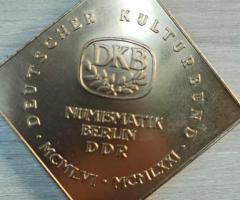 DEUTSCHER KULTURBUND
DKB
NUMISMATIK
BERLIN
DDR
MCMLVI · MCMLXXI